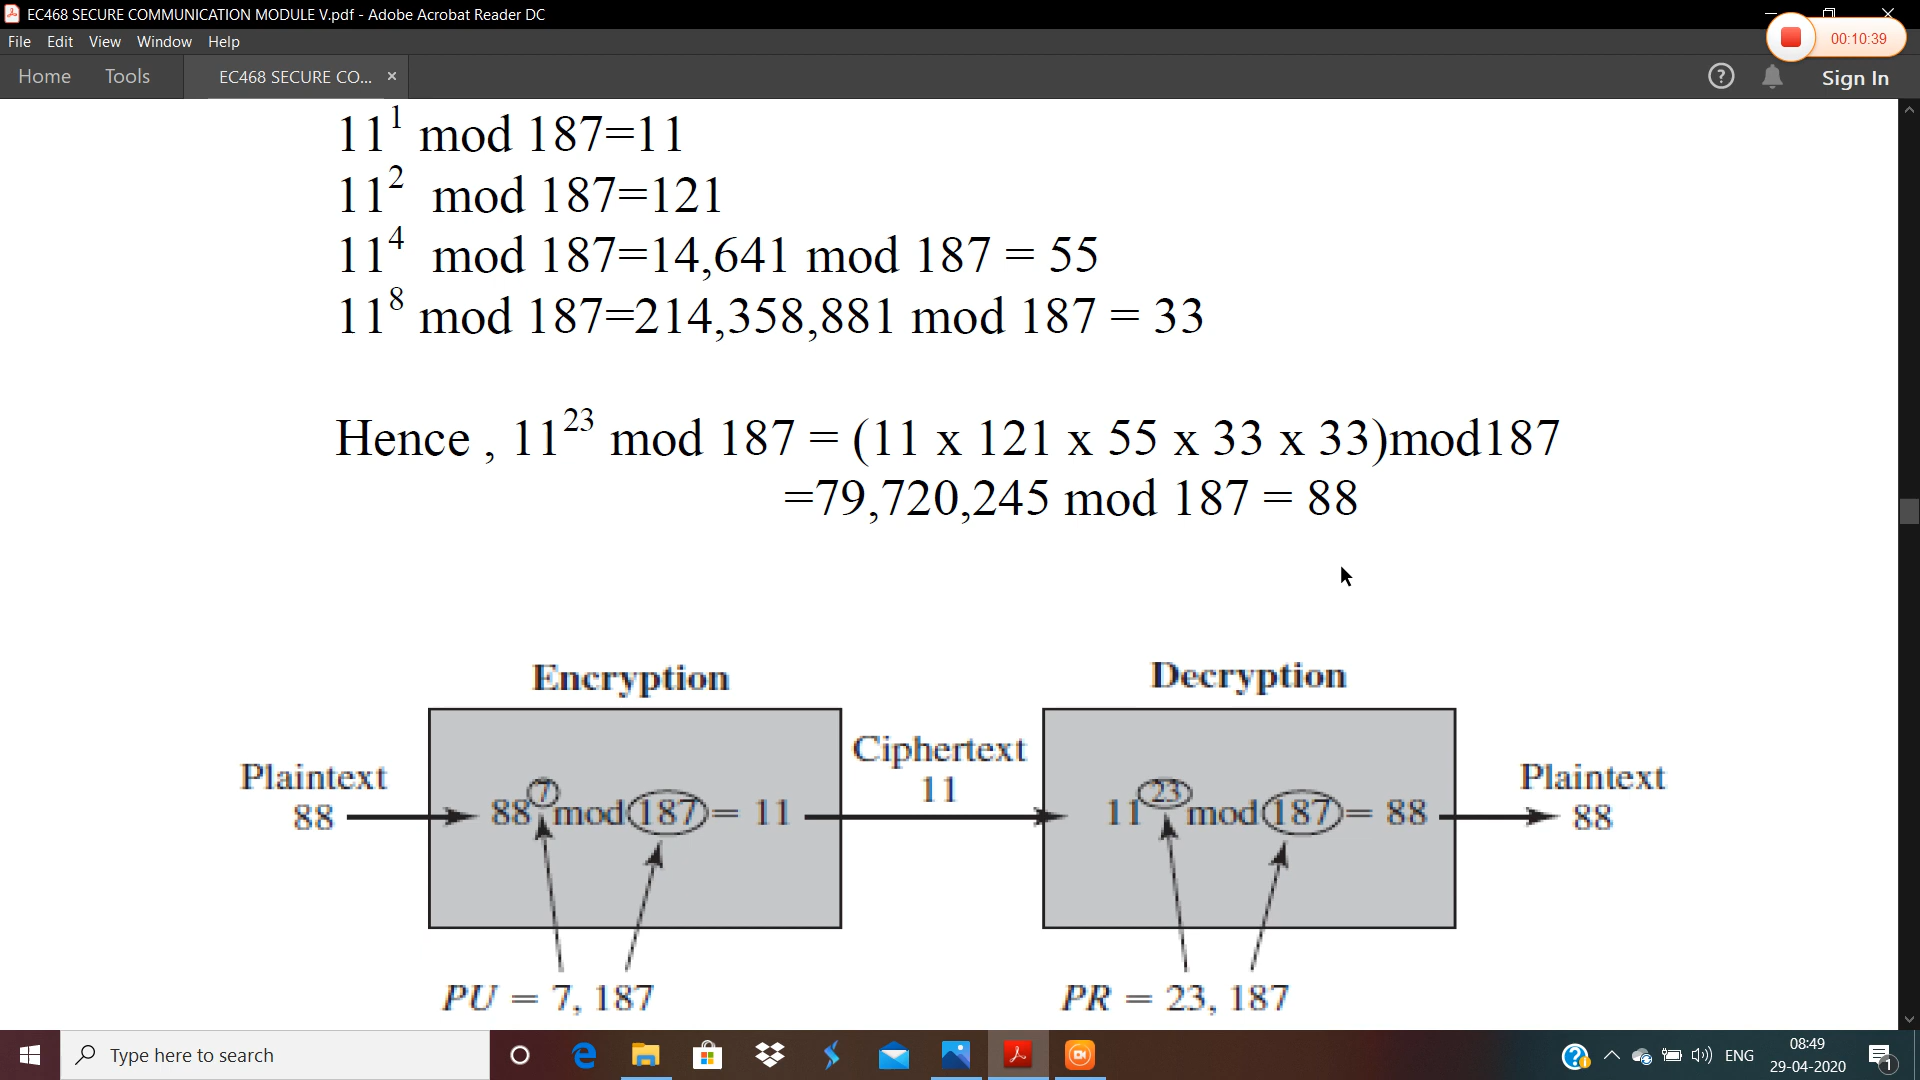 EC468 SECURE COMMUNICATION MODULE V.pdf - Adobe Acrobat Reader DC
File Edit View Window Help
00:10:39
Home Tools EC468 SECURE CO... × Sign In
11¹ mod 187=11
11² mod 187=121
11⁴ mod 187=14,641 mod 187 = 55
11⁸ mod 187=214,358,881 mod 187 = 33
Hence , 11²³ mod 187 = (11 x 121 x 55 x 33 x 33)mod187
=79,720,245 mod 187 = 88
Encryption
Decryption
Plaintext
88
88⁷ mod 187 = 11
Ciphertext
11
11²³ mod 187 = 88
Plaintext
88
PU = 7, 187
PR = 23, 187
Type here to search
ENG
08:49
29-04-2020
1